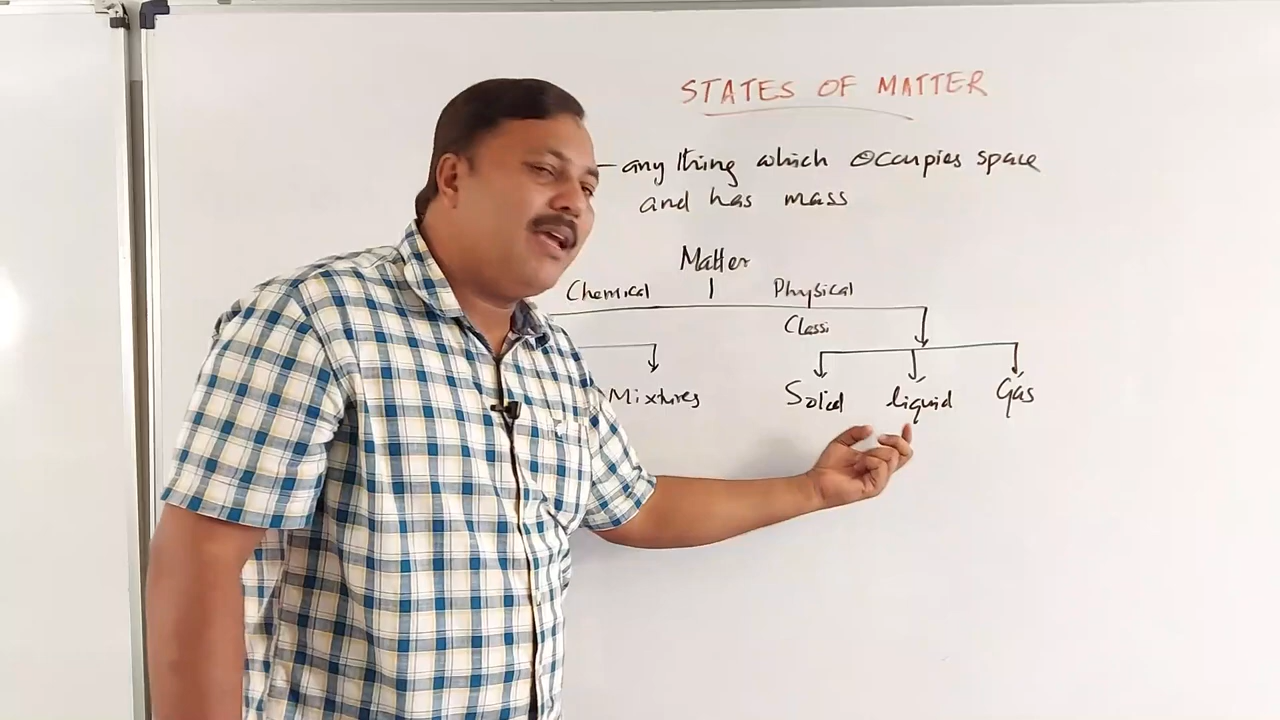 STATES OF MATTER
— any thing which Occupies space
and has mass
Matter
Chemical Physical
Classi
Mixtures Solid liquid Gas